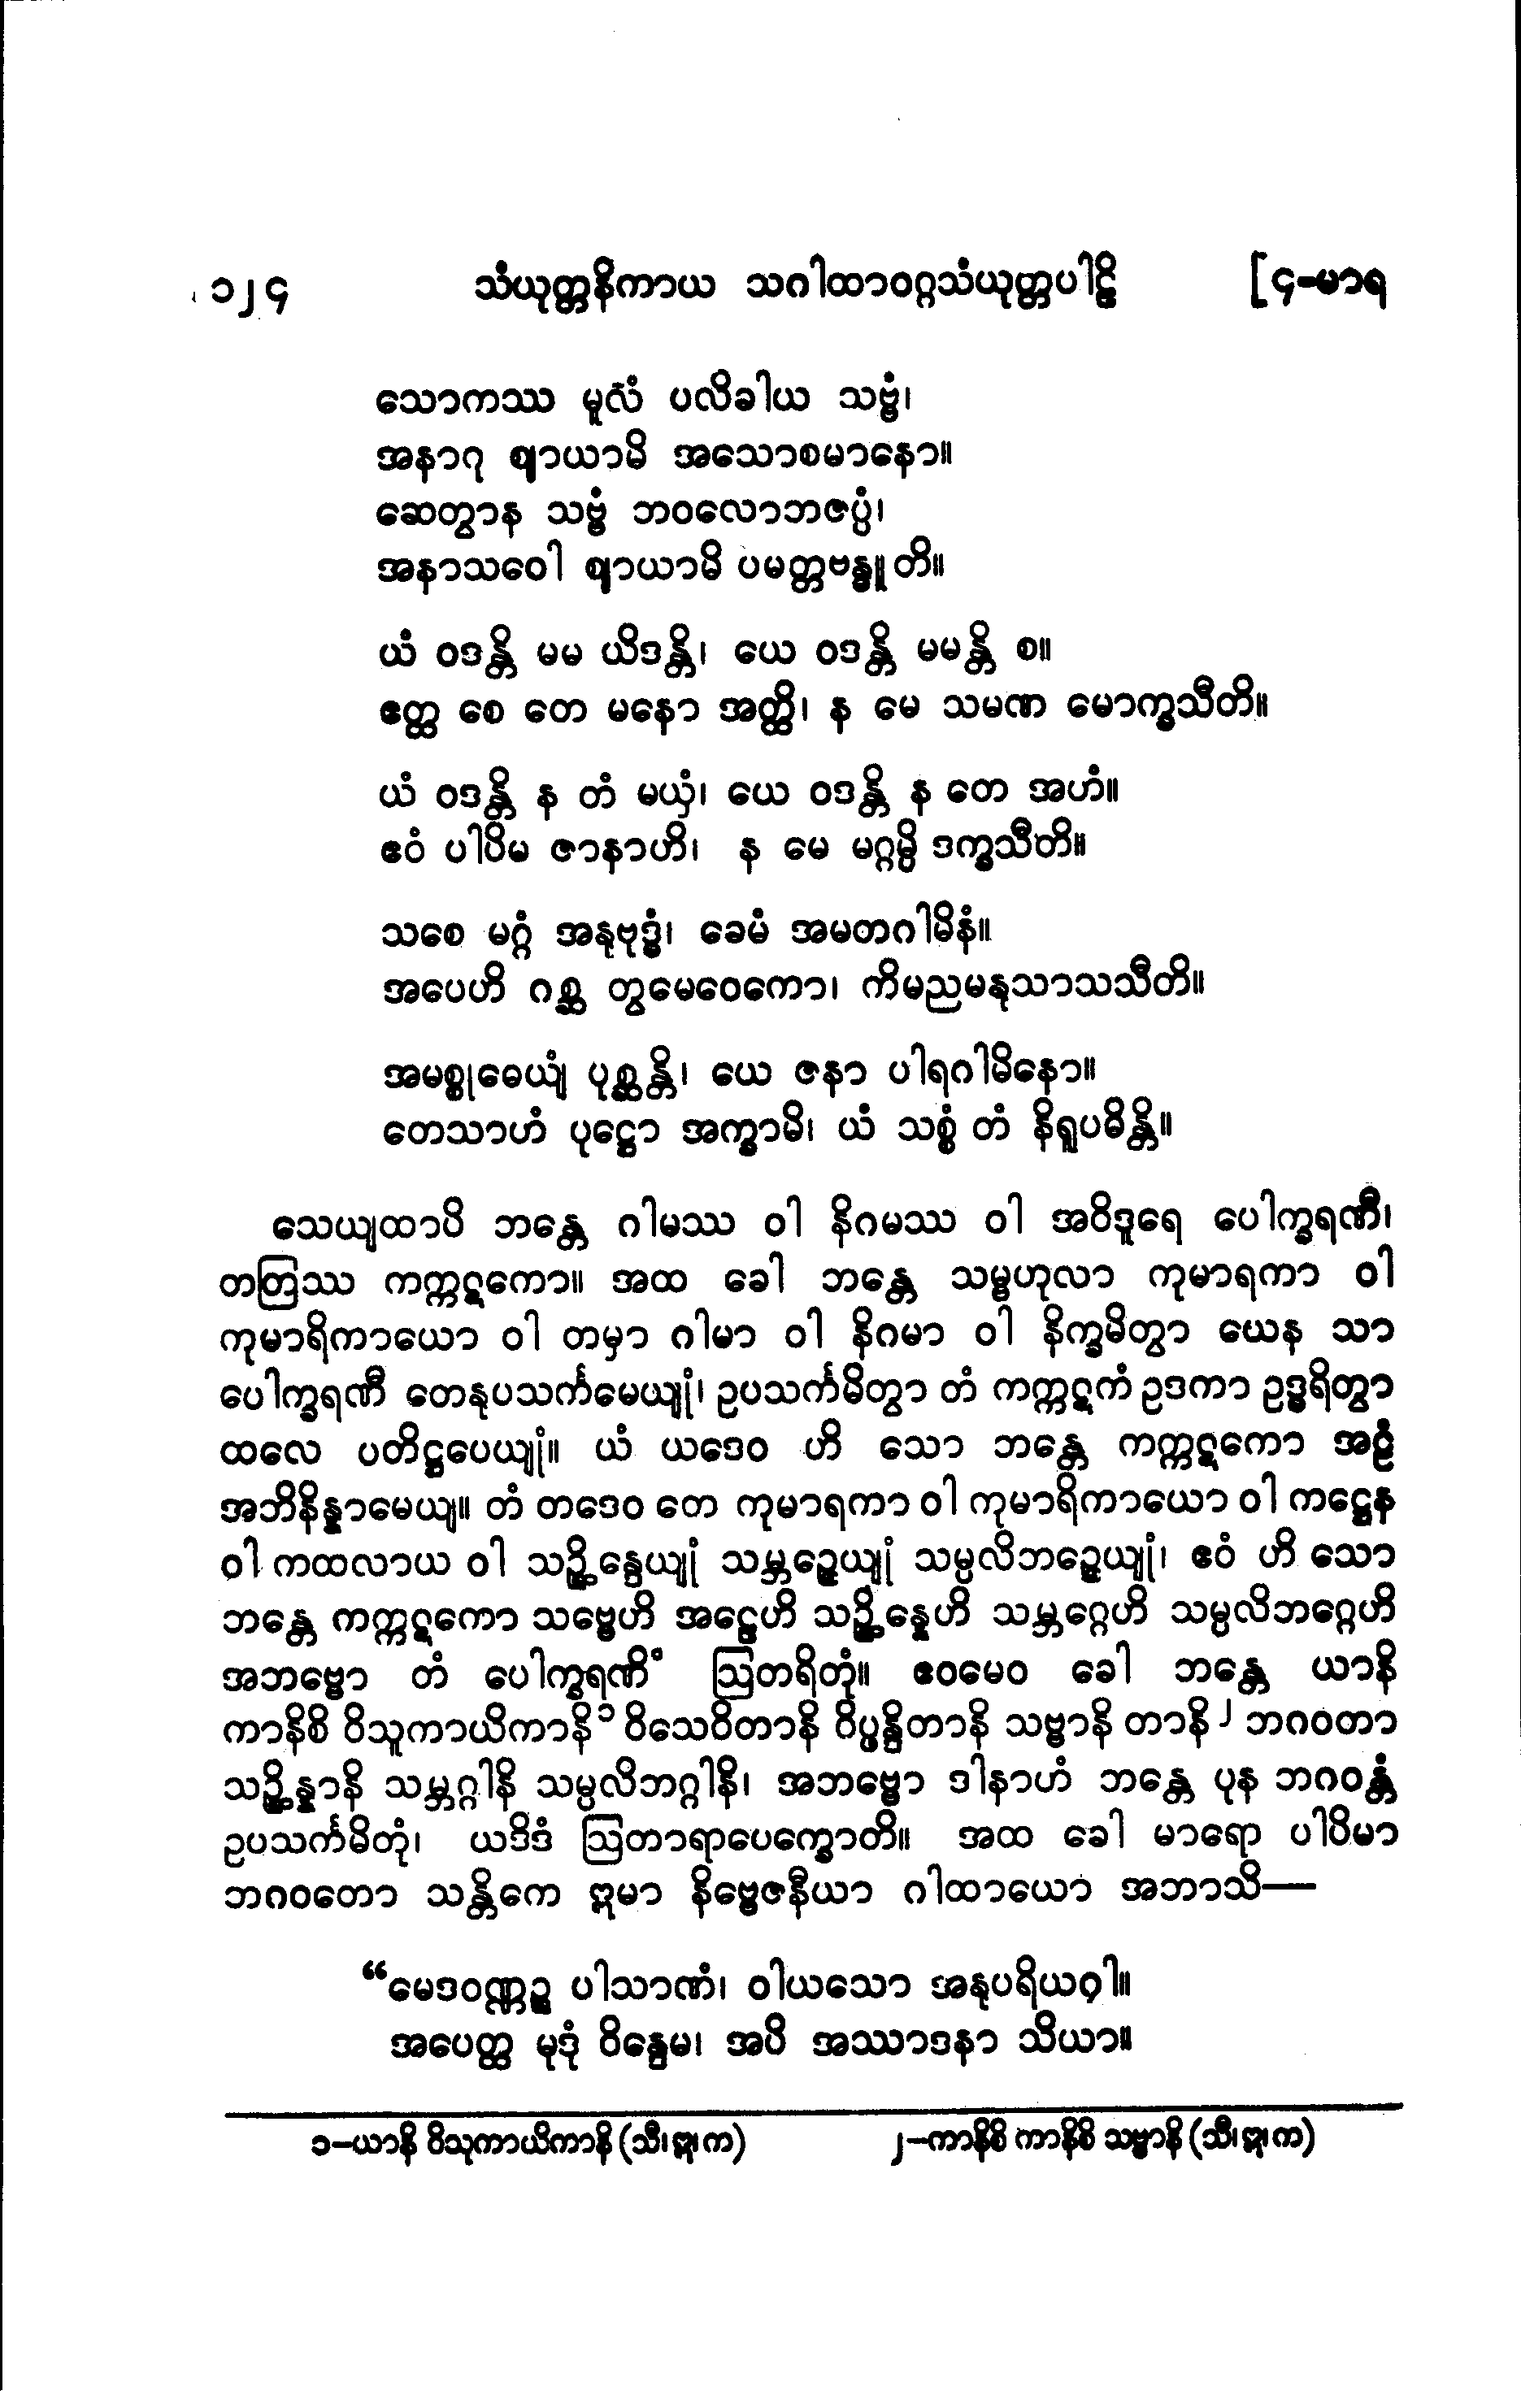 ၁၂၄ သံယုတ္တနိကာယ သဂါထာဝဂ္ဂသံယုတ္တပါဠိ [၄-မာရ
သောကဿ မူလံ ပလိခါယ သဗ္ဗံ၊
အနာဂု ဈာယာမိ အသောစမာနော။
ဆေတွာန သဗ္ဗံ ဘဝလောဘဇပ္ပံ၊
အနာသဝေါ ဈာယာမိ ပမတ္တဗန္ဓူ တိ။
ယံ ဝဒန္တိ မမ ယိဒန္တိ၊ ယေ ဝဒန္တိ မမန္တိ စ။
ဧတ္ထ စေ တေ မနော အတ္ထိ၊ န မေ သမဏ မောက္ခသီတိ။
ယံ ဝဒန္တိ န တံ မယှံ၊ ယေ ဝဒန္တိ န တေ အဟံ။
ဧဝံ ပါပိမ ဇာနာဟိ၊ န မေ မဂ္ဂမ္ပိ ဒက္ခသီတိ။
သစေ မဂ္ဂံ အနုဗုဒ္ဓံ၊ ခေမံ အမတဂါမိနံ။
အပေဟိ ဂစ္ဆ တွမေဝေကော၊ ကိမညမနုသာသသီတိ။
အမစ္စုဓေယျံ ပုစ္ဆန္တိ၊ ယေ ဇနာ ပါရဂါမိနော။
တေသာဟံ ပုဋ္ဌော အက္ခာမိ၊ ယံ သစ္စံ တံ နိရူပဓိန္တိ။
သေယျထာပိ ဘန္တေ ဂါမဿ ဝါ နိဂမဿ ဝါ အဝိဒူရေ ပေါက္ခရဏီ၊
တတြဿ ကက္ကဋကော။ အထ ခေါ ဘန္တေ သမ္ဗဟုလာ ကုမာရကာ ဝါ
ကုမာရိကာယော ဝါ တမှာ ဂါမာ ဝါ နိဂမာ ဝါ နိက္ခမိတွာ ယေန သာ
ပေါက္ခရဏီ တေနုပသင်္ကမေယျုံ၊ ဥပသင်္ကမိတွာ တံ ကက္ကဋကံ ဥဒကာ ဥဒ္ဓရိတွာ
ထလေ ပတိဋ္ဌပေယျုံ။ ယံ ယဒေဝ ဟိ သော ဘန္တေ ကက္ကဋကော အဠံ
အဘိနိန္နာမေယျ။ တံ တဒေဝ တေ ကုမာရကာ ဝါ ကုမာရိကာယော ဝါ ကဋ္ဌေန
ဝါ ကထလာယ ဝါ သဉ္ဆိန္ဒေယျုံ သမ္ဘဉ္ဇေယျုံ သမ္ပလိဘဉ္ဇေယျုံ၊ ဧဝံ ဟိ သော
ဘန္တေ ကက္ကဋကော သဗ္ဗေဟိ အဠေဟိ သဉ္ဆိန္နေဟိ သမ္ဘဂ္ဂေဟိ သမ္ပလိဘဂ္ဂေဟိ
အဘဗ္ဗော တံ ပေါက္ခရဏိံ ဩတရိတုံ။ ဧဝမေဝ ခေါ ဘန္တေ ယာနိ
ကာနိစိ ဝိသူကာယိကာနိ၁ ဝိသေဝိတာနိ ဝိပ္ဖန္ဒိတာနိ သဗ္ဗာနိ တာနိ၂ ဘဂဝတာ
သဉ္ဆိန္နာနိ သမ္ဘဂ္ဂါနိ သမ္ပလိဘဂ္ဂါနိ၊ အဘဗ္ဗော ဒါနာဟံ ဘန္တေ ပုန ဘဂဝန္တံ
ဥပသင်္ကမိတုံ၊ ယဒိဒံ ဩတာရာပေက္ခောတိ။ အထ ခေါ မာရော ပါပိမာ
ဘဂဝတော သန္တိကေ ဣမာ နိဗ္ဗေဇနီယာ ဂါထာယော အဘာသိ—
“မေဒဝဏ္ဏဉ္စ ပါသာဏံ၊ ဝါယသော အနုပရိယဂါ။
အပေတ္ထ မုဒုံ ဝိန္ဒေမ၊ အပိ အဿာဒနာ သိယာ။
၁-ယာနိ ဝိသုကာယိကာနိ (သီ၊ ဣ၊ က) ၂-ကာနိစိ ကာနိစိ သဗ္ဗာနိ (သီ၊ ဣ၊ က)